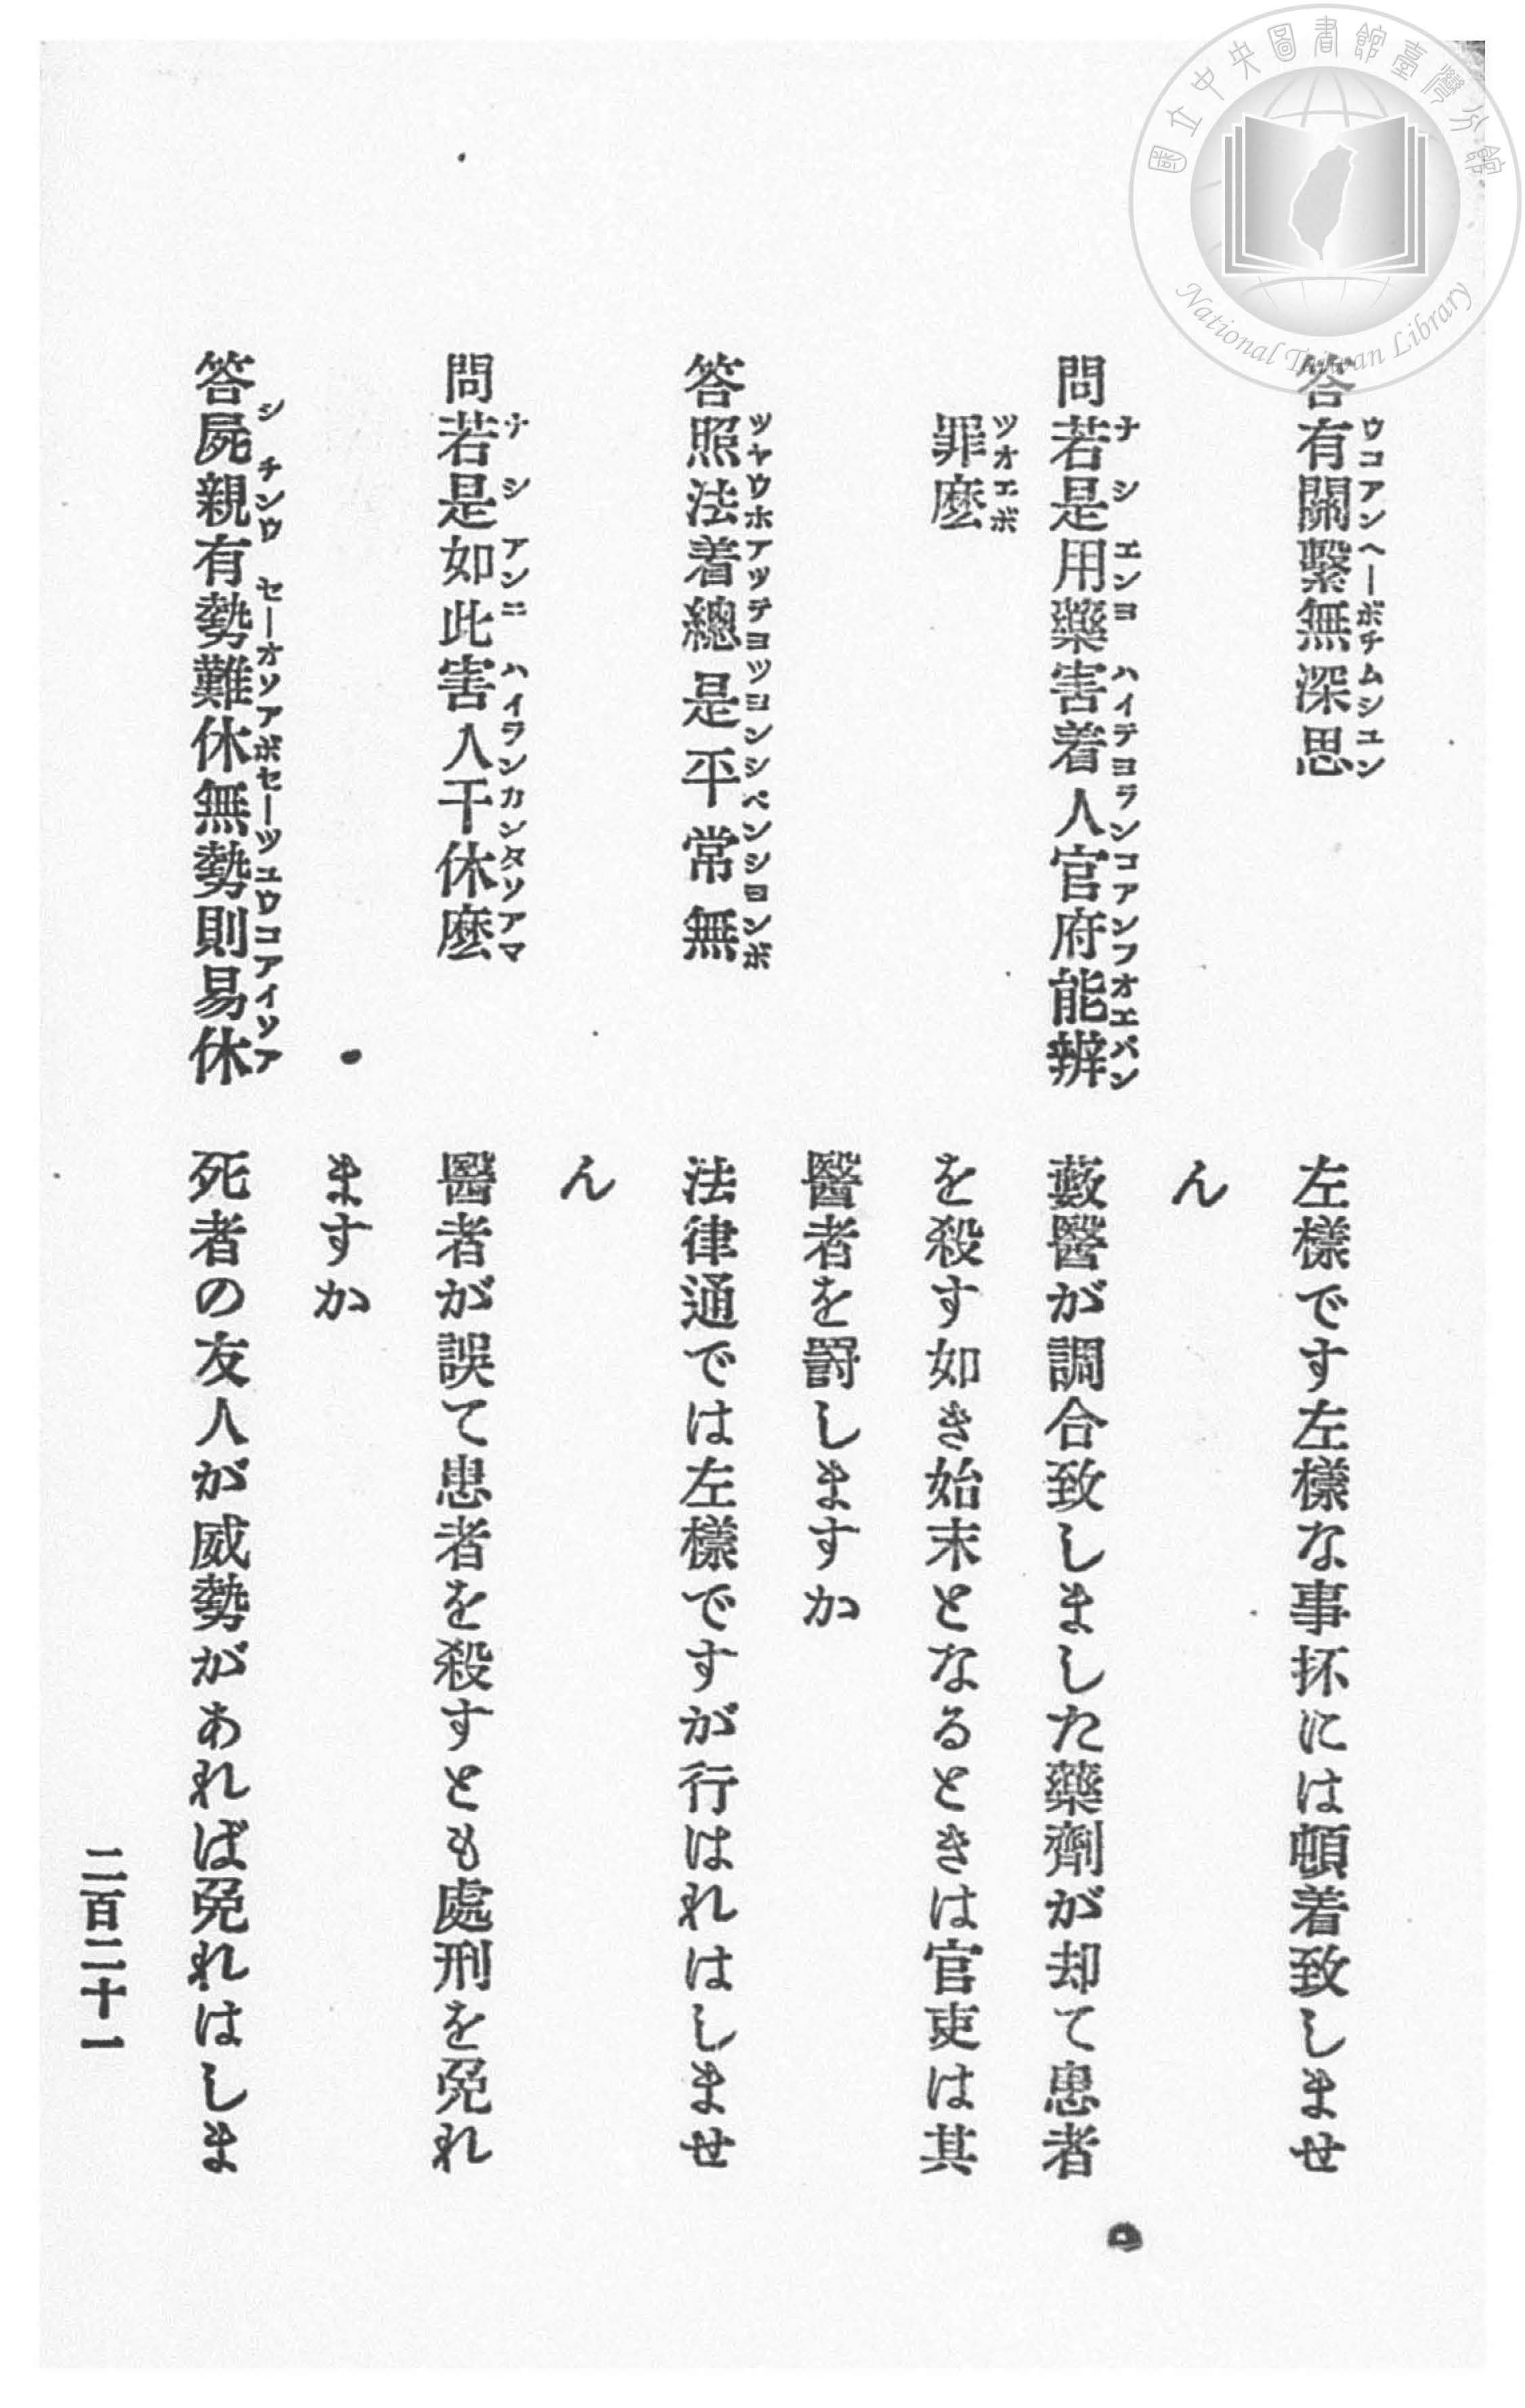 國立中央圖書館臺灣分館
National Taiwan Library
答有關繫無深思
ウコアンヘーボチムシユン
左樣です左樣な事抔には頓着致しませ
ん
問若是用藥害着人官府能辨
ナシエンヨハイテヨランコアンフオエバン
藪醫が調合致しました藥劑が却て患者
罪麽
ツオエボ
を殺す如き始末となるときは官吏は其
醫者を罰しますか
答照法着總是平常無
ツヤウホアッテヨツヨンシペンシヨンボ
法律通では左樣ですが行はれはしませ
ん
問若是如此害人干休麽
ナシアンニハイランカンタソアマ
醫者が誤て患者を殺すとも處刑を免れ
ますか
答屍親有勢難休無勢則易休
シチンウセーオソアボセーツユウコアイソア
死者の友人が威勢があれば免れはしま
二百二十一